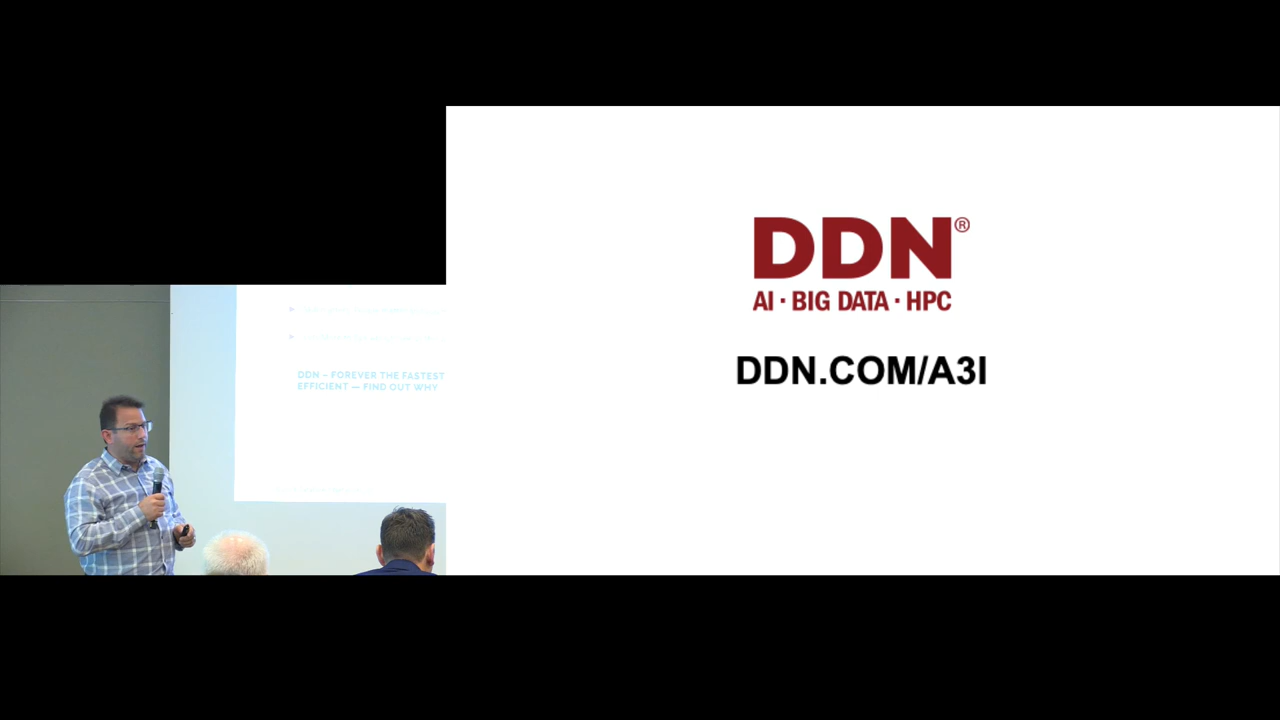 DDN®
AI · BIG DATA · HPC
DDN.COM/A3I
DDN – FOREVER THE FASTEST
EFFICIENT — FIND OUT WHY